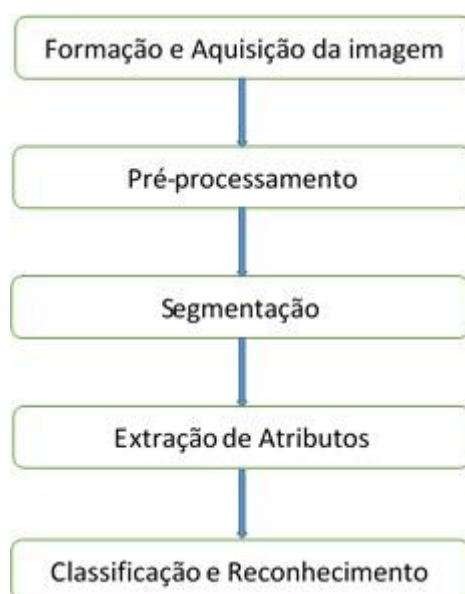 Formação e Aquisição da imagem
Pré-processamento
Segmentação
Extração de Atributos
Classificação e Reconhecimento